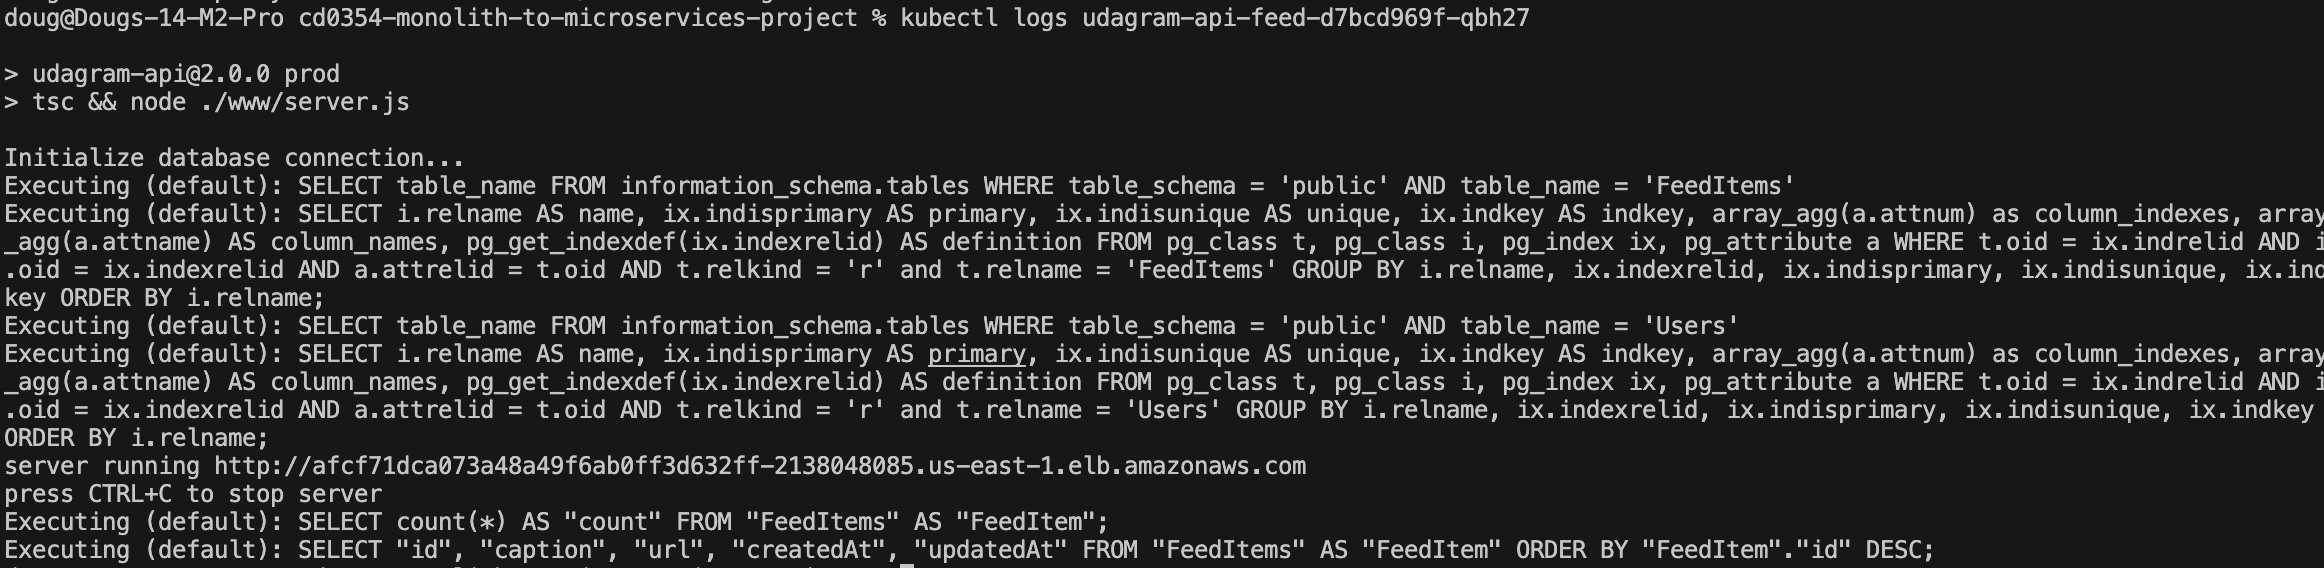 doug@Dougs-14-M2-Pro cd0354-monolith-to-microservices-project % kubectl logs udagram-api-feed-d7bcd969f-qbh27
> udagram-api@2.0.0 prod
> tsc && node ./www/server.js
Initialize database connection...
Executing (default): SELECT table_name FROM information_schema.tables WHERE table_schema = 'public' AND table_name = 'FeedItems'
Executing (default): SELECT i.relname AS name, ix.indisprimary AS primary, ix.indisunique AS unique, ix.indkey AS indkey, array_agg(a.attnum) as column_indexes, array
_agg(a.attname) AS column_names, pg_get_indexdef(ix.indexrelid) AS definition FROM pg_class t, pg_class i, pg_index ix, pg_attribute a WHERE t.oid = ix.indrelid AND i
.oid = ix.indexrelid AND a.attrelid = t.oid AND t.relkind = 'r' and t.relname = 'FeedItems' GROUP BY i.relname, ix.indexrelid, ix.indisprimary, ix.indisunique, ix.ind
key ORDER BY i.relname;
Executing (default): SELECT table_name FROM information_schema.tables WHERE table_schema = 'public' AND table_name = 'Users'
Executing (default): SELECT i.relname AS name, ix.indisprimary AS primary, ix.indisunique AS unique, ix.indkey AS indkey, array_agg(a.attnum) as column_indexes, array
_agg(a.attname) AS column_names, pg_get_indexdef(ix.indexrelid) AS definition FROM pg_class t, pg_class i, pg_index ix, pg_attribute a WHERE t.oid = ix.indrelid AND i
.oid = ix.indexrelid AND a.attrelid = t.oid AND t.relkind = 'r' and t.relname = 'Users' GROUP BY i.relname, ix.indexrelid, ix.indisprimary, ix.indisunique, ix.indkey
ORDER BY i.relname;
server running http://afcf71dca073a48a49f6ab0ff3d632ff-2138048085.us-east-1.elb.amazonaws.com
press CTRL+C to stop server
Executing (default): SELECT count(*) AS "count" FROM "FeedItems" AS "FeedItem";
Executing (default): SELECT "id", "caption", "url", "createdAt", "updatedAt" FROM "FeedItems" AS "FeedItem" ORDER BY "FeedItem"."id" DESC;